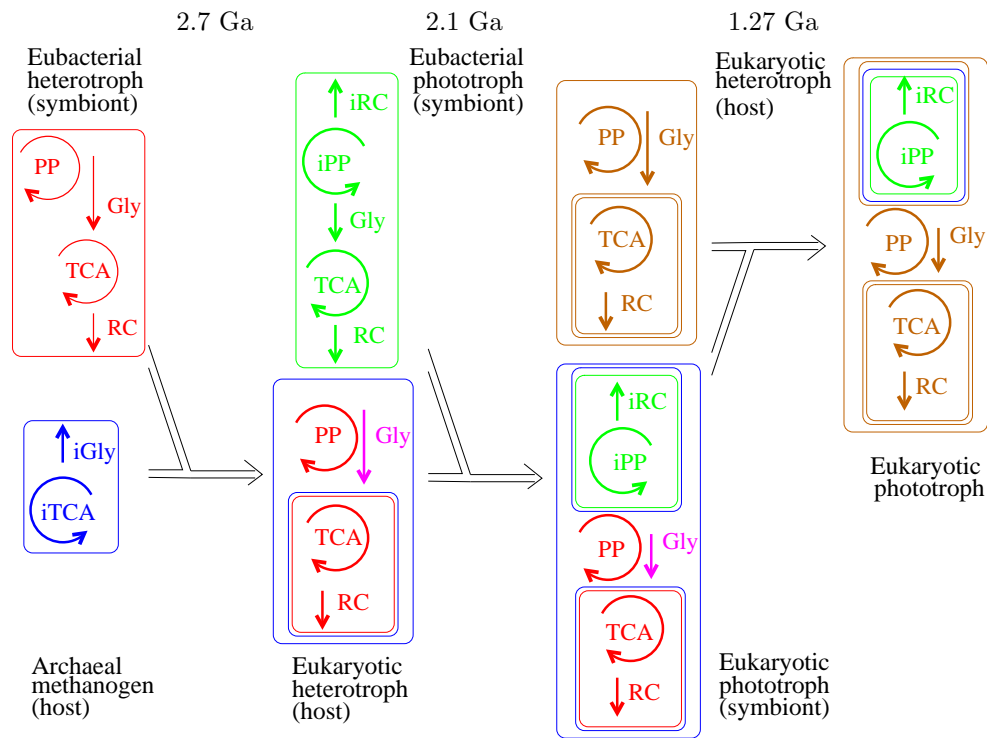 2.7 Ga
2.1 Ga
1.27 Ga
Eubacterial
heterotroph
(symbiont)
PP
Gly
TCA
RC
iGly
iTCA
Archaeal
methanogen
(host)
iRC
iPP
Gly
TCA
RC
PP
Gly
TCA
RC
Eukaryotic
heterotroph
(host)
Eubacterial
phototroph
(symbiont)
PP
Gly
TCA
RC
iRC
iPP
PP
Gly
TCA
RC
Eukaryotic
phototroph
(symbiont)
Eukaryotic
heterotroph
(host)
iRC
iPP
PP
Gly
TCA
RC
Eukaryotic
phototroph